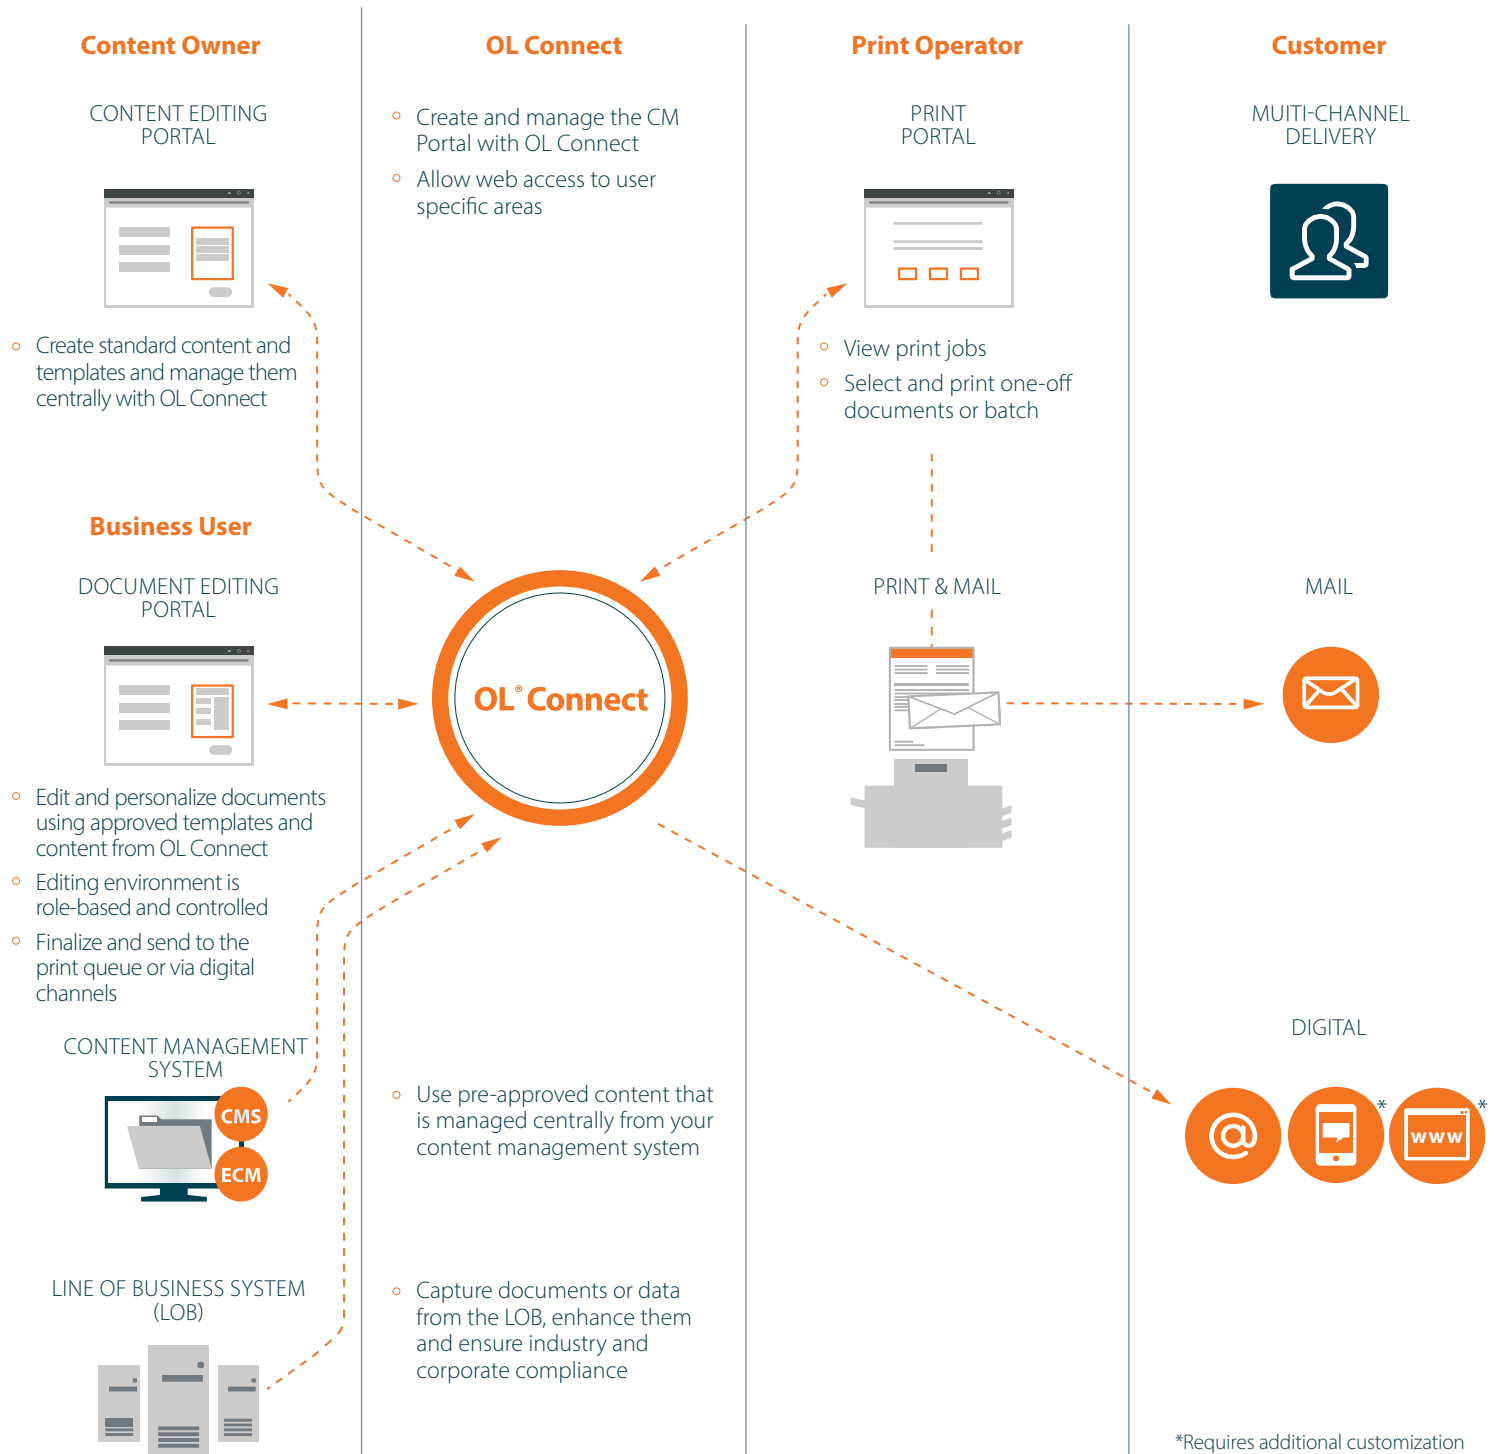 Content Owner
CONTENT EDITING
PORTAL
Create standard content and
templates and manage them
centrally with OL Connect
Business User
DOCUMENT EDITING
PORTAL
Edit and personalize documents
using approved templates and
content from OL Connect
Editing environment is
role-based and controlled
Finalize and send to the
print queue or via digital
channels
CONTENT MANAGEMENT
SYSTEM
CMS
ECM
LINE OF BUSINESS SYSTEM
(LOB)
OL Connect
Create and manage the CM
Portal with OL Connect
Allow web access to user
specific areas
OL® Connect
Use pre-approved content that
is managed centrally from your
content management system
Capture documents or data
from the LOB, enhance them
and ensure industry and
corporate compliance
Print Operator
PRINT
PORTAL
View print jobs
Select and print one-off
documents or batch
PRINT & MAIL
Customer
MUITI-CHANNEL
DELIVERY
MAIL
DIGITAL
@
*
www
*
*Requires additional customization